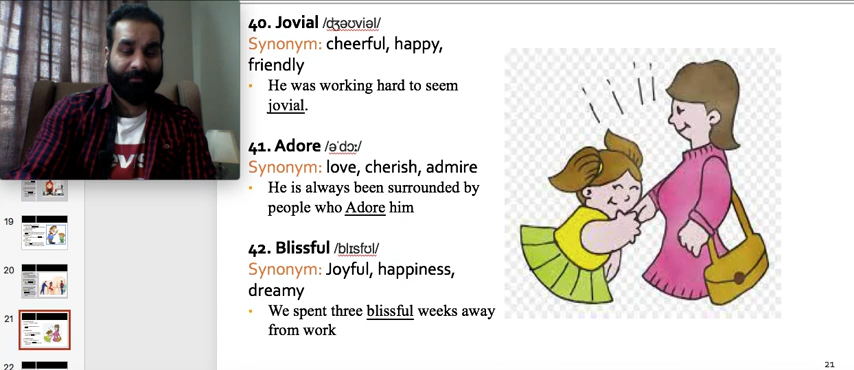 40. Jovial /dʒəʊviəl/
Synonym: cheerful, happy,
friendly
• He was working hard to seem
jovial.
41. Adore /əˈdɔː/
Synonym: love, cherish, admire
• He is always been surrounded by
people who Adore him
42. Blissful /blɪsfʊl/
Synonym: Joyful, happiness,
dreamy
• We spent three blissful weeks away
from work
19
20
21
22
21